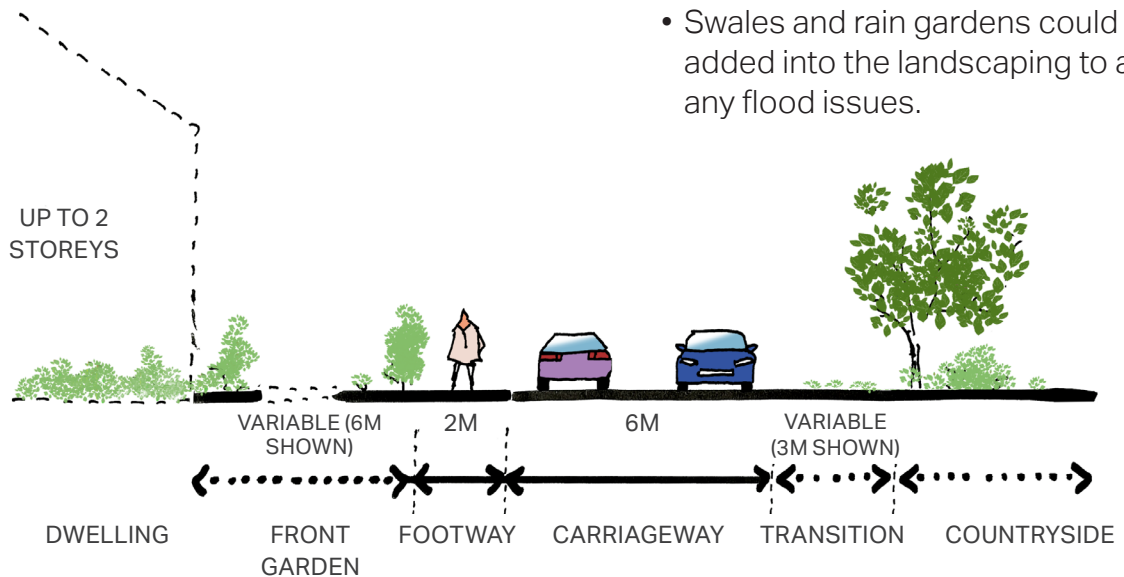 • Swales and rain gardens could
added into the landscaping to
any flood issues.
UP TO 2
STOREYS
VARIABLE (6M
SHOWN)
2M
6M
VARIABLE
(3M SHOWN)
DWELLING
FRONT
GARDEN
FOOTWAY
CARRIAGEWAY
TRANSITION
COUNTRYSIDE